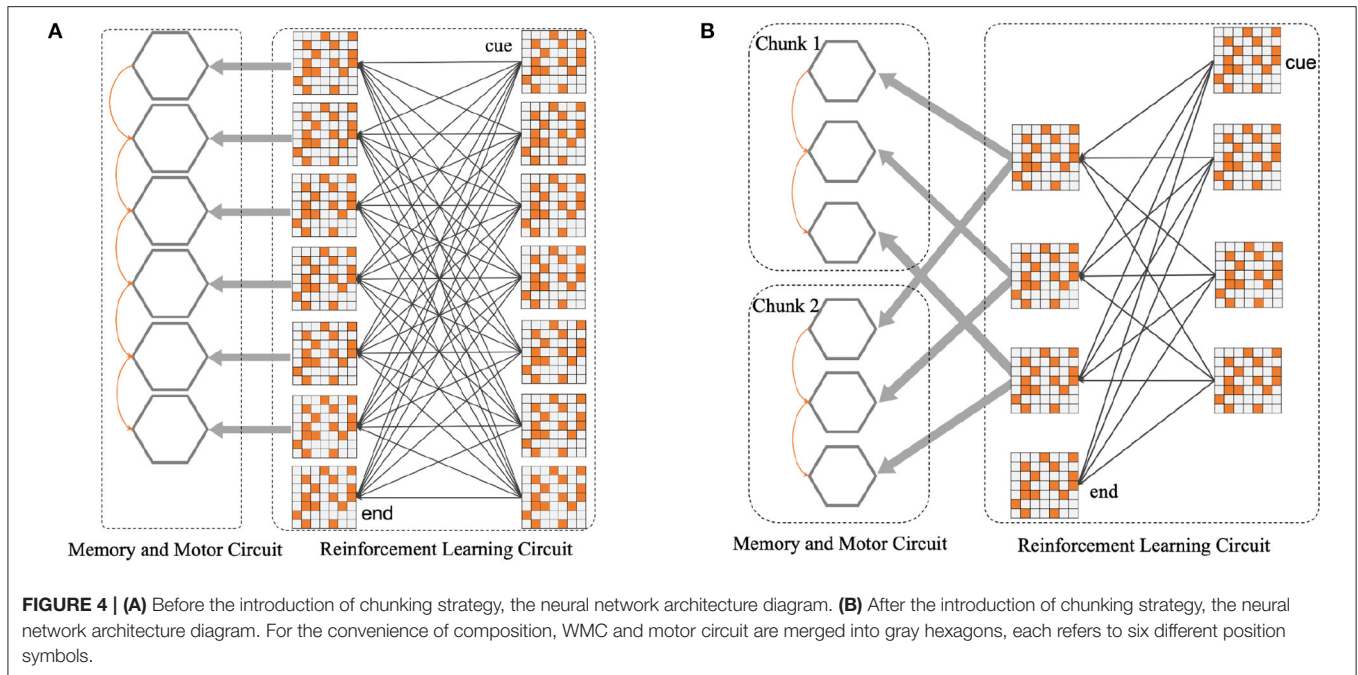 A
cue
end
Memory and Motor Circuit
Reinforcement Learning Circuit
B
Chunk 1
cue
Chunk 2
end
Memory and Motor Circuit
Reinforcement Learning Circuit
FIGURE 4 | (A) Before the introduction of chunking strategy, the neural network architecture diagram. (B) After the introduction of chunking strategy, the neural
network architecture diagram. For the convenience of composition, WMC and motor circuit are merged into gray hexagons, each refers to six different position
symbols.